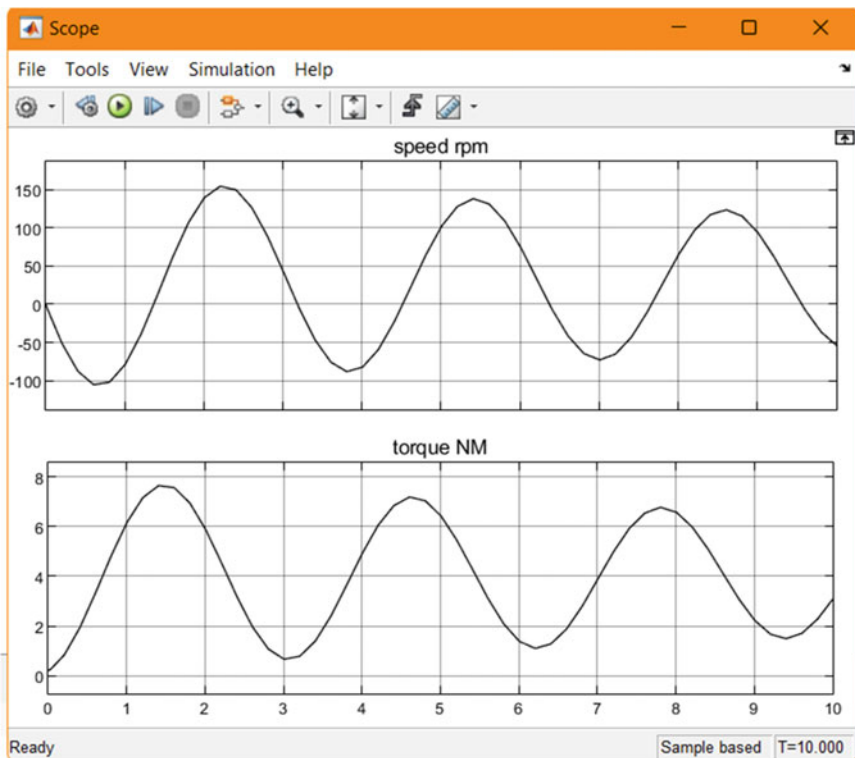 Scope
File Tools View Simulation Help
speed rpm
150
100
50
0
-50
-100
torque NM
8
6
4
2
0
0 1 2 3 4 5 6 7 8 9 10
Ready Sample based T=10.000